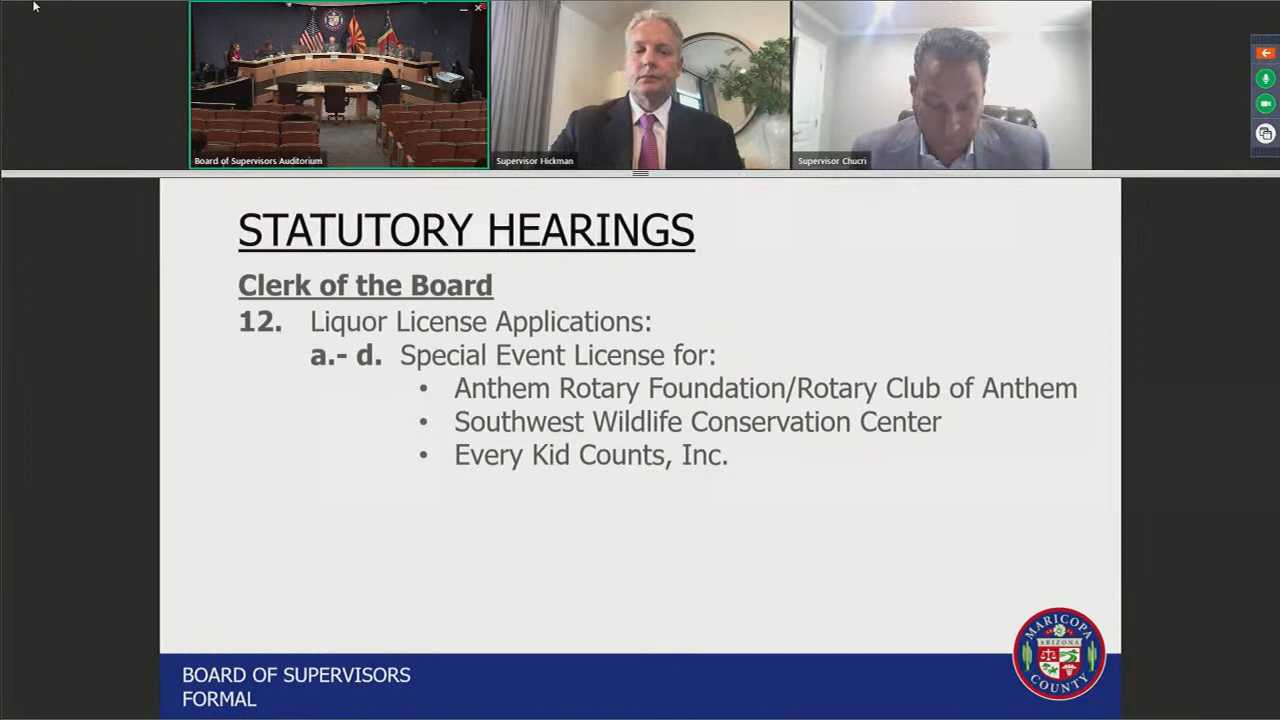 Board of Supervisors Auditorium
Supervisor Hickman
Supervisor Chucri
STATUTORY HEARINGS
Clerk of the Board
12. Liquor License Applications:
a.- d. Special Event License for:
• Anthem Rotary Foundation/Rotary Club of Anthem
• Southwest Wildlife Conservation Center
• Every Kid Counts, Inc.
BOARD OF SUPERVISORS
FORMAL
MARICOPA
ARIZONA
COUNTY